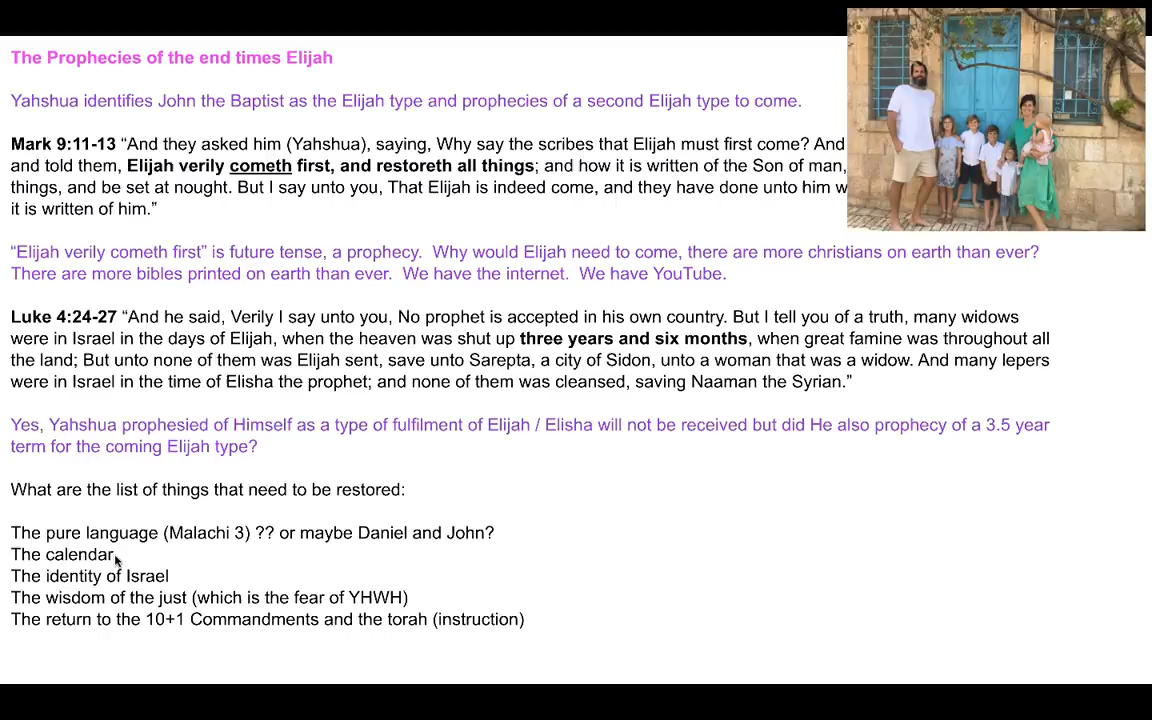 The Prophecies of the end times Elijah
Yahshua identifies John the Baptist as the Elijah type and prophecies of a second Elijah type to come.
Mark 9:11-13 “And they asked him (Yahshua), saying, Why say the scribes that Elijah must first come? And
and told them, Elijah verily cometh first, and restoreth all things; and how it is written of the Son of man,
things, and be set at nought. But I say unto you, That Elijah is indeed come, and they have done unto him w
it is written of him.”
“Elijah verily cometh first” is future tense, a prophecy.  Why would Elijah need to come, there are more christians on earth than ever?
There are more bibles printed on earth than ever.  We have the internet.  We have YouTube.
Luke 4:24-27 “And he said, Verily I say unto you, No prophet is accepted in his own country. But I tell you of a truth, many widows
were in Israel in the days of Elijah, when the heaven was shut up three years and six months, when great famine was throughout all
the land; But unto none of them was Elijah sent, save unto Sarepta, a city of Sidon, unto a woman that was a widow. And many lepers
were in Israel in the time of Elisha the prophet; and none of them was cleansed, saving Naaman the Syrian.”
Yes, Yahshua prophesied of Himself as a type of fulfilment of Elijah / Elisha will not be received but did He also prophecy of a 3.5 year
term for the coming Elijah type?
What are the list of things that need to be restored:
The pure language (Malachi 3) ?? or maybe Daniel and John?
The calendar
The identity of Israel
The wisdom of the just (which is the fear of YHWH)
The return to the 10+1 Commandments and the torah (instruction)